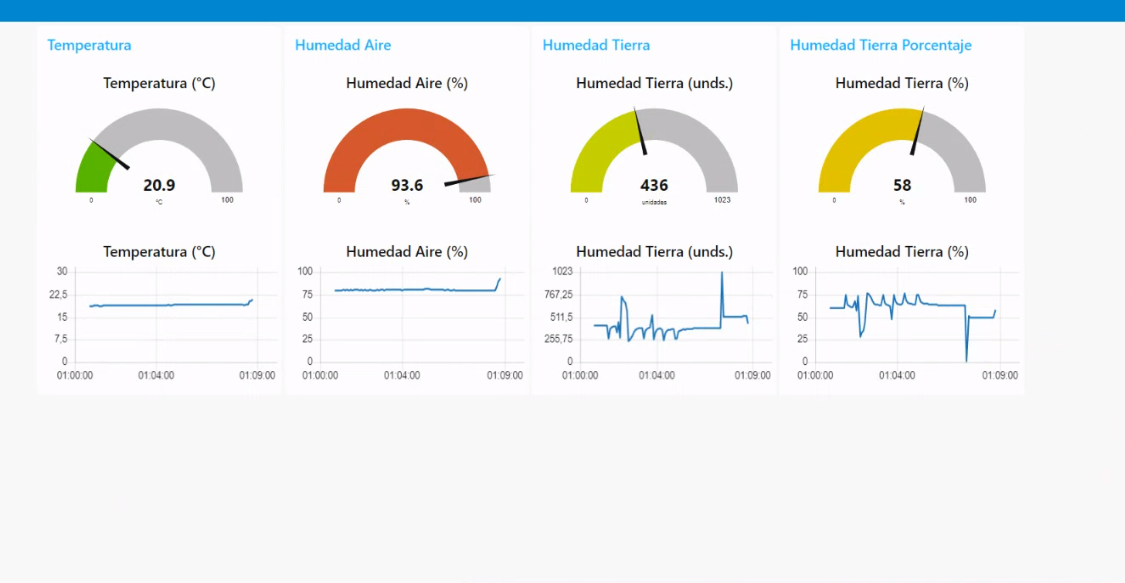 Temperatura
Temperatura (°C)
20.9
0 °C 100
Temperatura (°C)
30
22,5
15
7,5
0
01:00:00 01:04:00 01:09:00
Humedad Aire
Humedad Aire (%)
93.6
0 % 100
Humedad Aire (%)
100
75
50
25
0
01:00:00 01:04:00 01:09:00
Humedad Tierra
Humedad Tierra (unds.)
436
0 unidades 1023
Humedad Tierra (unds.)
1023
767,25
511,5
255,75
0
01:00:00 01:04:00 01:09:00
Humedad Tierra Porcentaje
Humedad Tierra (%)
58
0 % 100
Humedad Tierra (%)
100
75
50
25
0
01:00:00 01:04:00 01:09:00